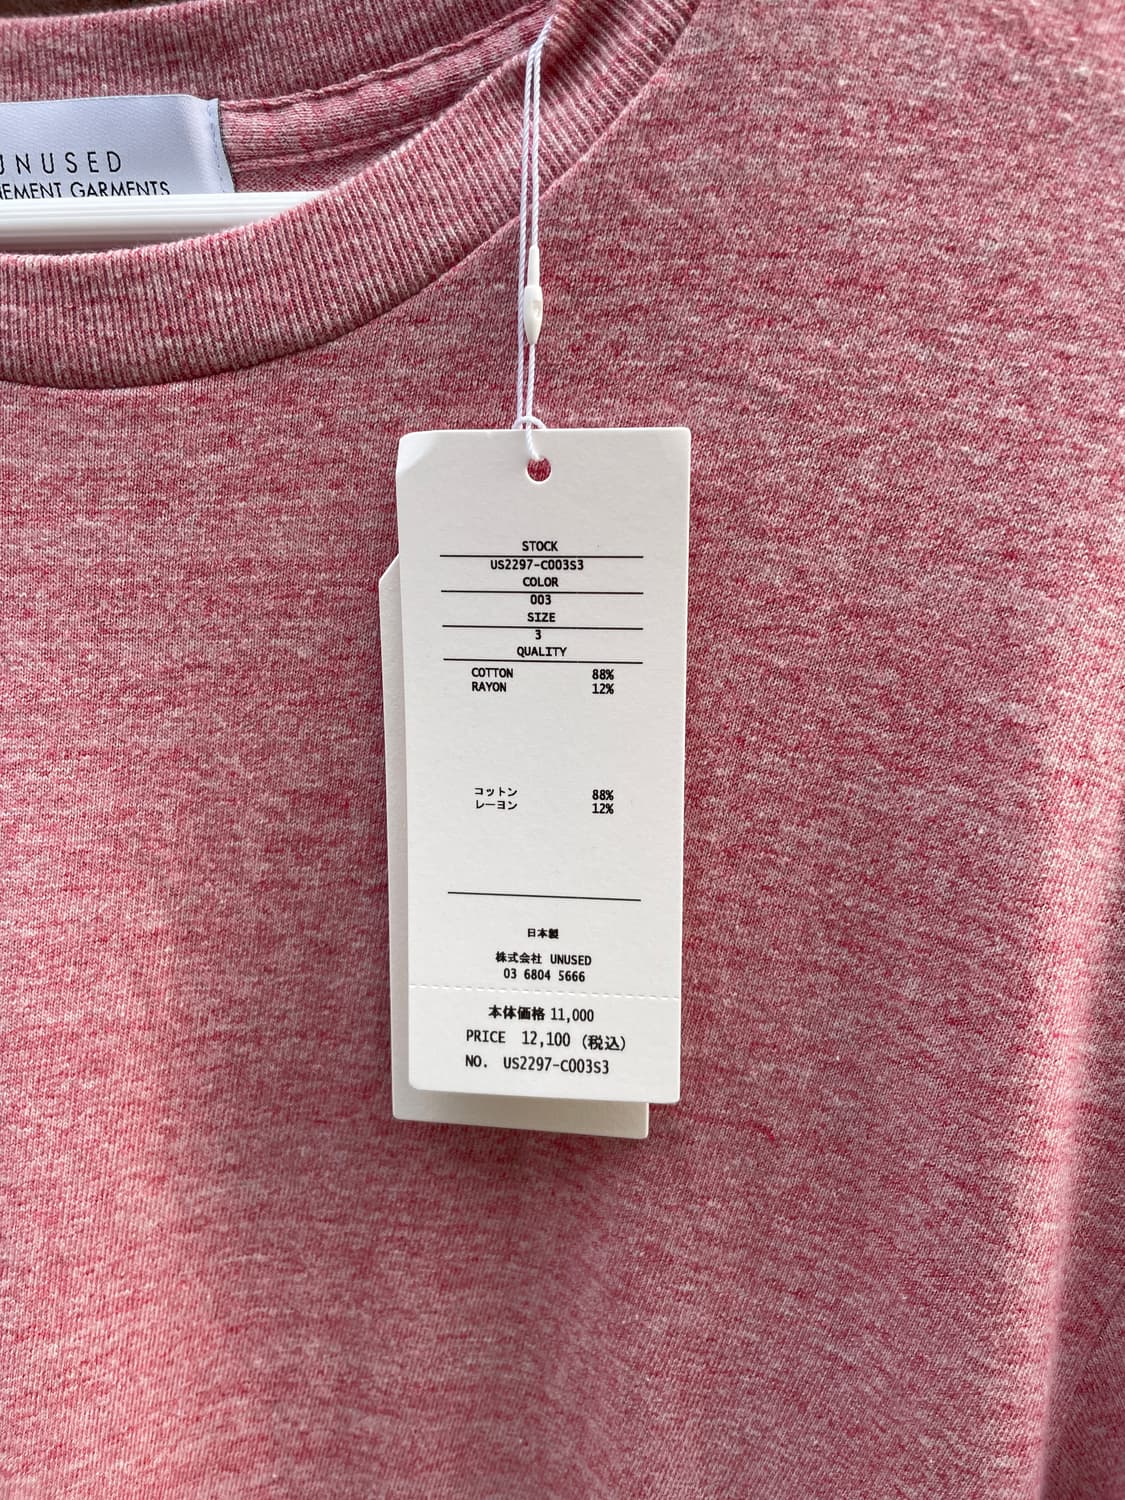 UNUSED
EMENT GARMENTS
STOCK
US2297-C003S3
COLOR
003
SIZE
3
QUALITY
COTTON 88%
RAYON 12%
コットン 88%
レーヨン 12%
日本製
株式会社 UNUSED
03 6804 5666
本体価格 11,000
PRICE 12,100 (税込)
NO. US2297-C003S3